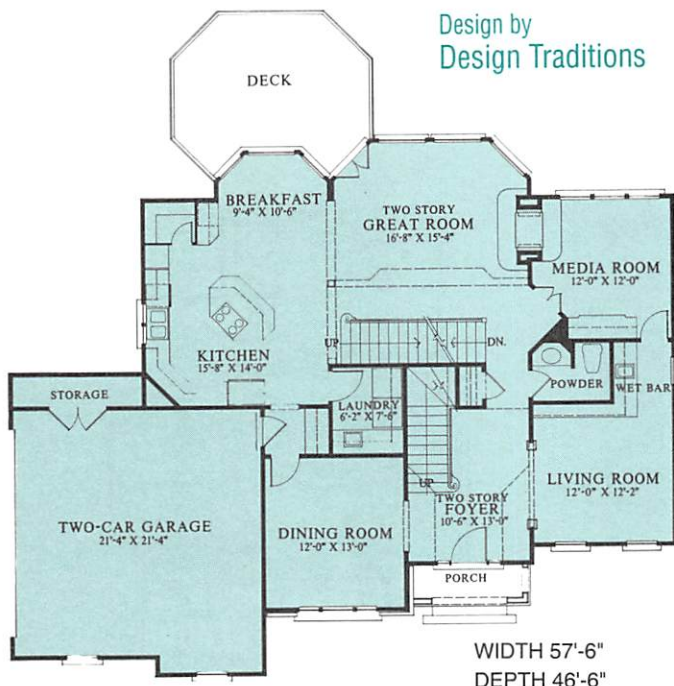 Design by
Design Traditions
DECK
BREAKFAST
9'-4" X 10'-6"
TWO STORY
GREAT ROOM
16'-8" X 15'-4"
MEDIA ROOM
12'-0" X 12'-0"
UP
DN.
KITCHEN
15'-8" X 14'-0"
POWDER
WET BAR
STORAGE
LAUNDRY
6'-2" X 7'-6"
UP
LIVING ROOM
12'-0" X 12'-2"
TWO STORY
FOYER
10'-6" X 13'-0"
TWO-CAR GARAGE
21'-4" X 21'-4"
DINING ROOM
12'-0" X 13'-0"
PORCH
WIDTH 57'-6"
DEPTH 46'-6"